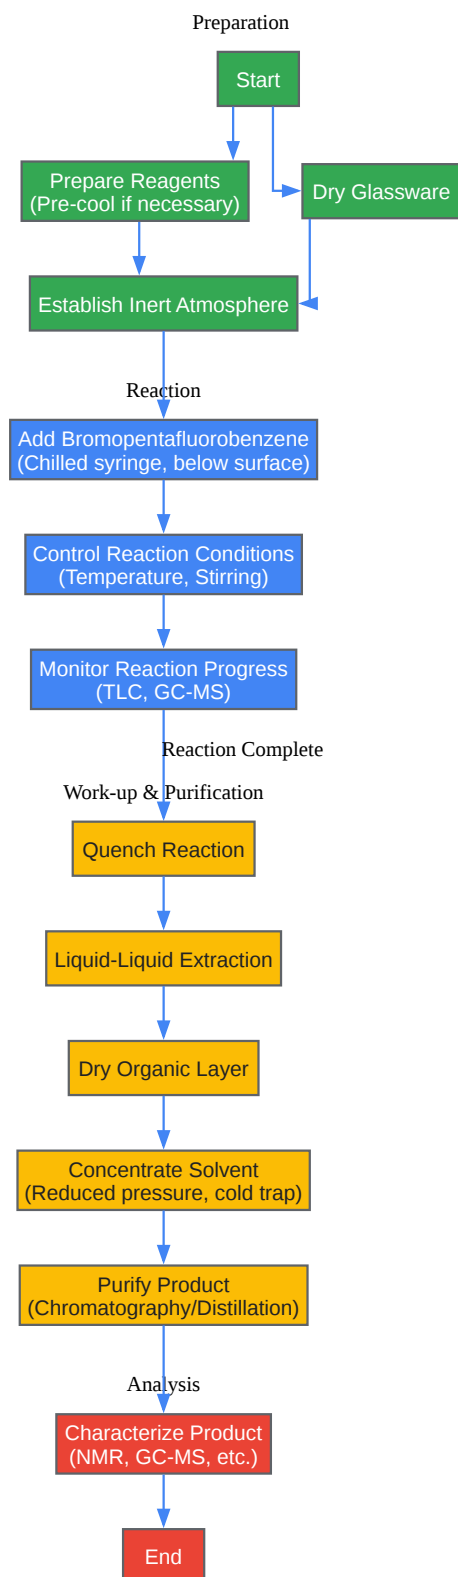 Preparation
Start
Prepare Reagents
(Pre-cool if necessary)
Dry Glassware
Establish Inert Atmosphere
Reaction
Add Bromopentafluorobenzene
(Chilled syringe, below surface)
Control Reaction Conditions
(Temperature, Stirring)
Monitor Reaction Progress
(TLC, GC-MS)
Reaction Complete
Work-up & Purification
Quench Reaction
Liquid-Liquid Extraction
Dry Organic Layer
Concentrate Solvent
(Reduced pressure, cold trap)
Purify Product
(Chromatography/Distillation)
Analysis
Characterize Product
(NMR, GC-MS, etc.)
End